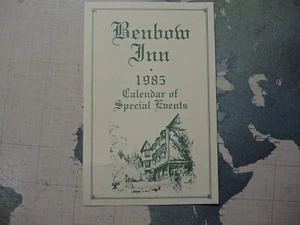 Benbow
Inn
1985
Calendar of
Special Events